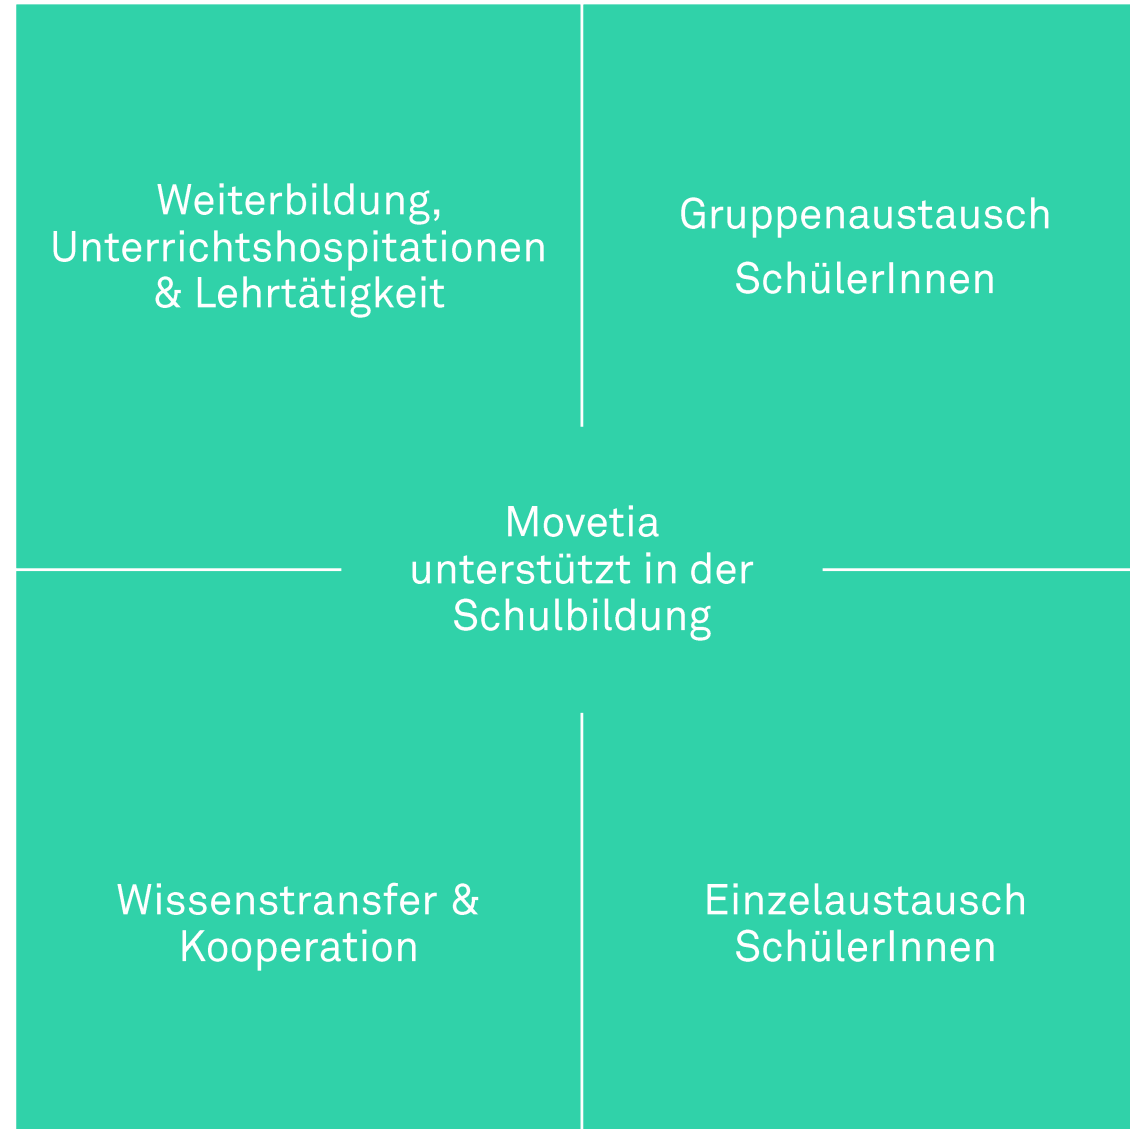 Weiterbildung,
Unterrichtshospitationen
& Lehrtätigkeit
Gruppenaustausch
SchülerInnen
Movetia
unterstützt in der
Schulbildung
Wissenstransfer &
Kooperation
Einzelaustausch
SchülerInnen